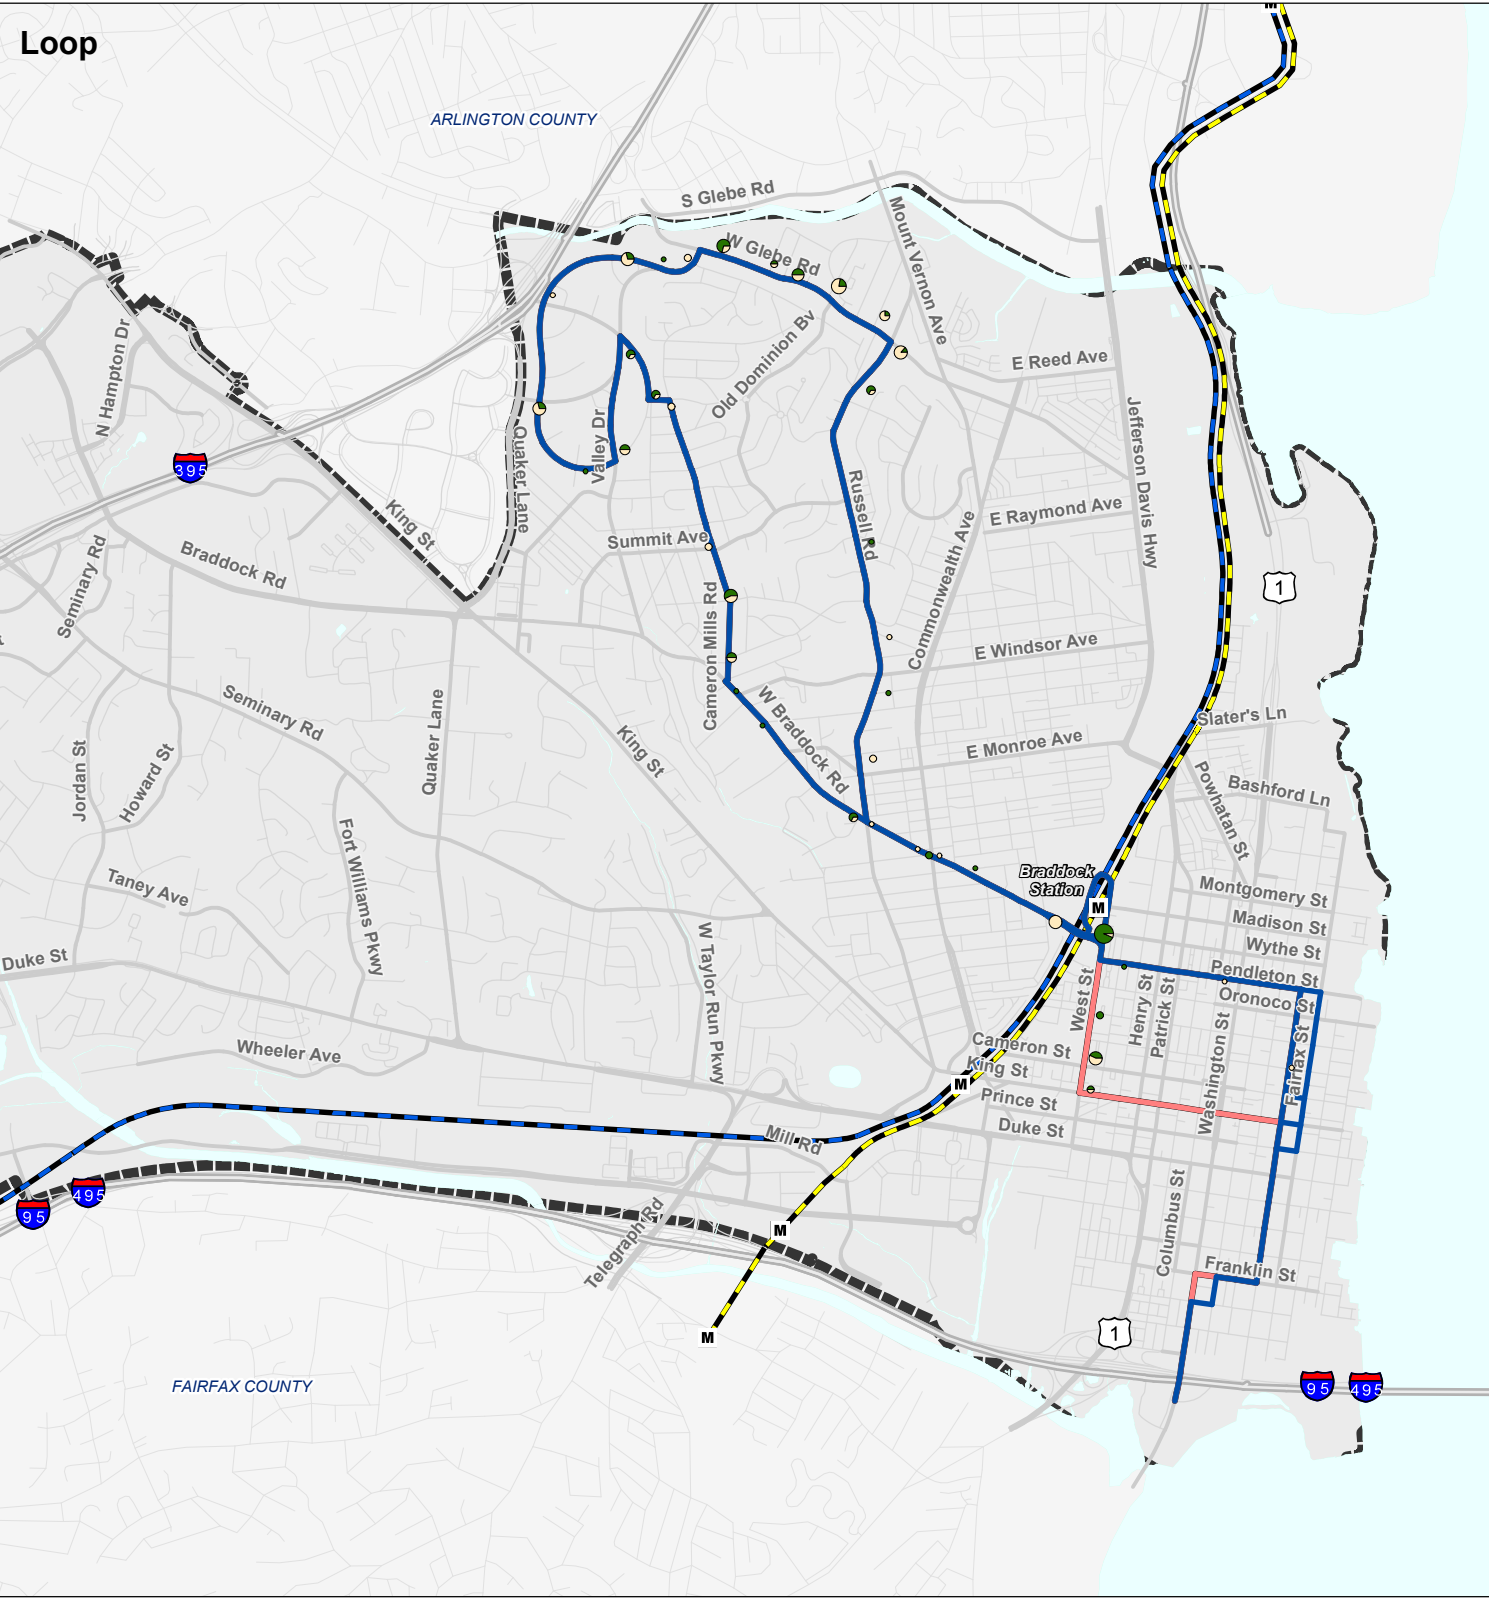 Loop
M
ARLINGTON COUNTY
S Glebe Rd
Mount Vernon Ave
W Glebe Rd
N Hampton Dr
Old Dominion Bv
E Reed Ave
Jefferson Davis Hwy
Valley Dr
Quaker Lane
395
King St
Russell Rd
E Raymond Ave
Commonwealth Ave
Summit Ave
Braddock Rd
Seminary Rd
1
Cameron Mills Rd
E Windsor Ave
Seminary Rd
Quaker Lane
W Braddock Rd
Slater's Ln
King St
E Monroe Ave
Jordan St
Howard St
Powhatan St
Bashford Ln
Fort Williams Pkwy
Taney Ave
Braddock
Station
M
Montgomery St
Madison St
Wythe St
W Taylor Run Pkwy
Duke St
Pendleton St
Oronoco St
West St
Henry St
Patrick St
Washington St
Fairfax St
Wheeler Ave
Cameron St
King St
M
Prince St
Duke St
Mill Rd
495
95
Telegraph Rd
M
Columbus St
Franklin St
M
1
FAIRFAX COUNTY
95
495